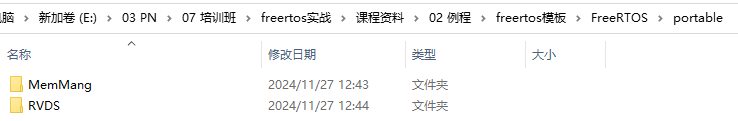 脑 › 新加卷 (E:) › 03 PN › 07 培训班 › freertos实战 › 课程资料 › 02 例程 › freertos模板 › FreeRTOS › portable
名称 修改日期 类型 大小
MemMang 2024/11/27 12:43 文件夹
RVDS 2024/11/27 12:44 文件夹